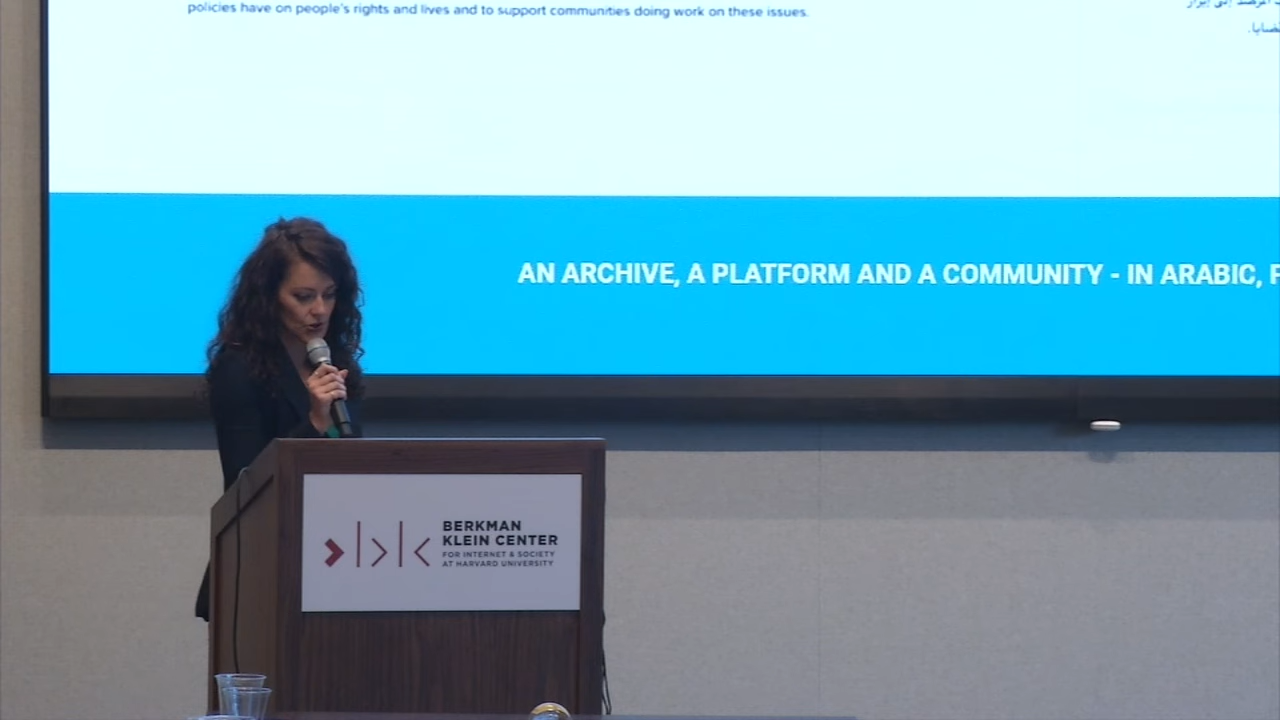 policies have on people's rights and lives and to support communities doing work on these issues.
AN ARCHIVE, A PLATFORM AND A COMMUNITY - IN ARABIC, F
BERKMAN
KLEIN CENTER
FOR INTERNET & SOCIETY
AT HARVARD UNIVERSITY